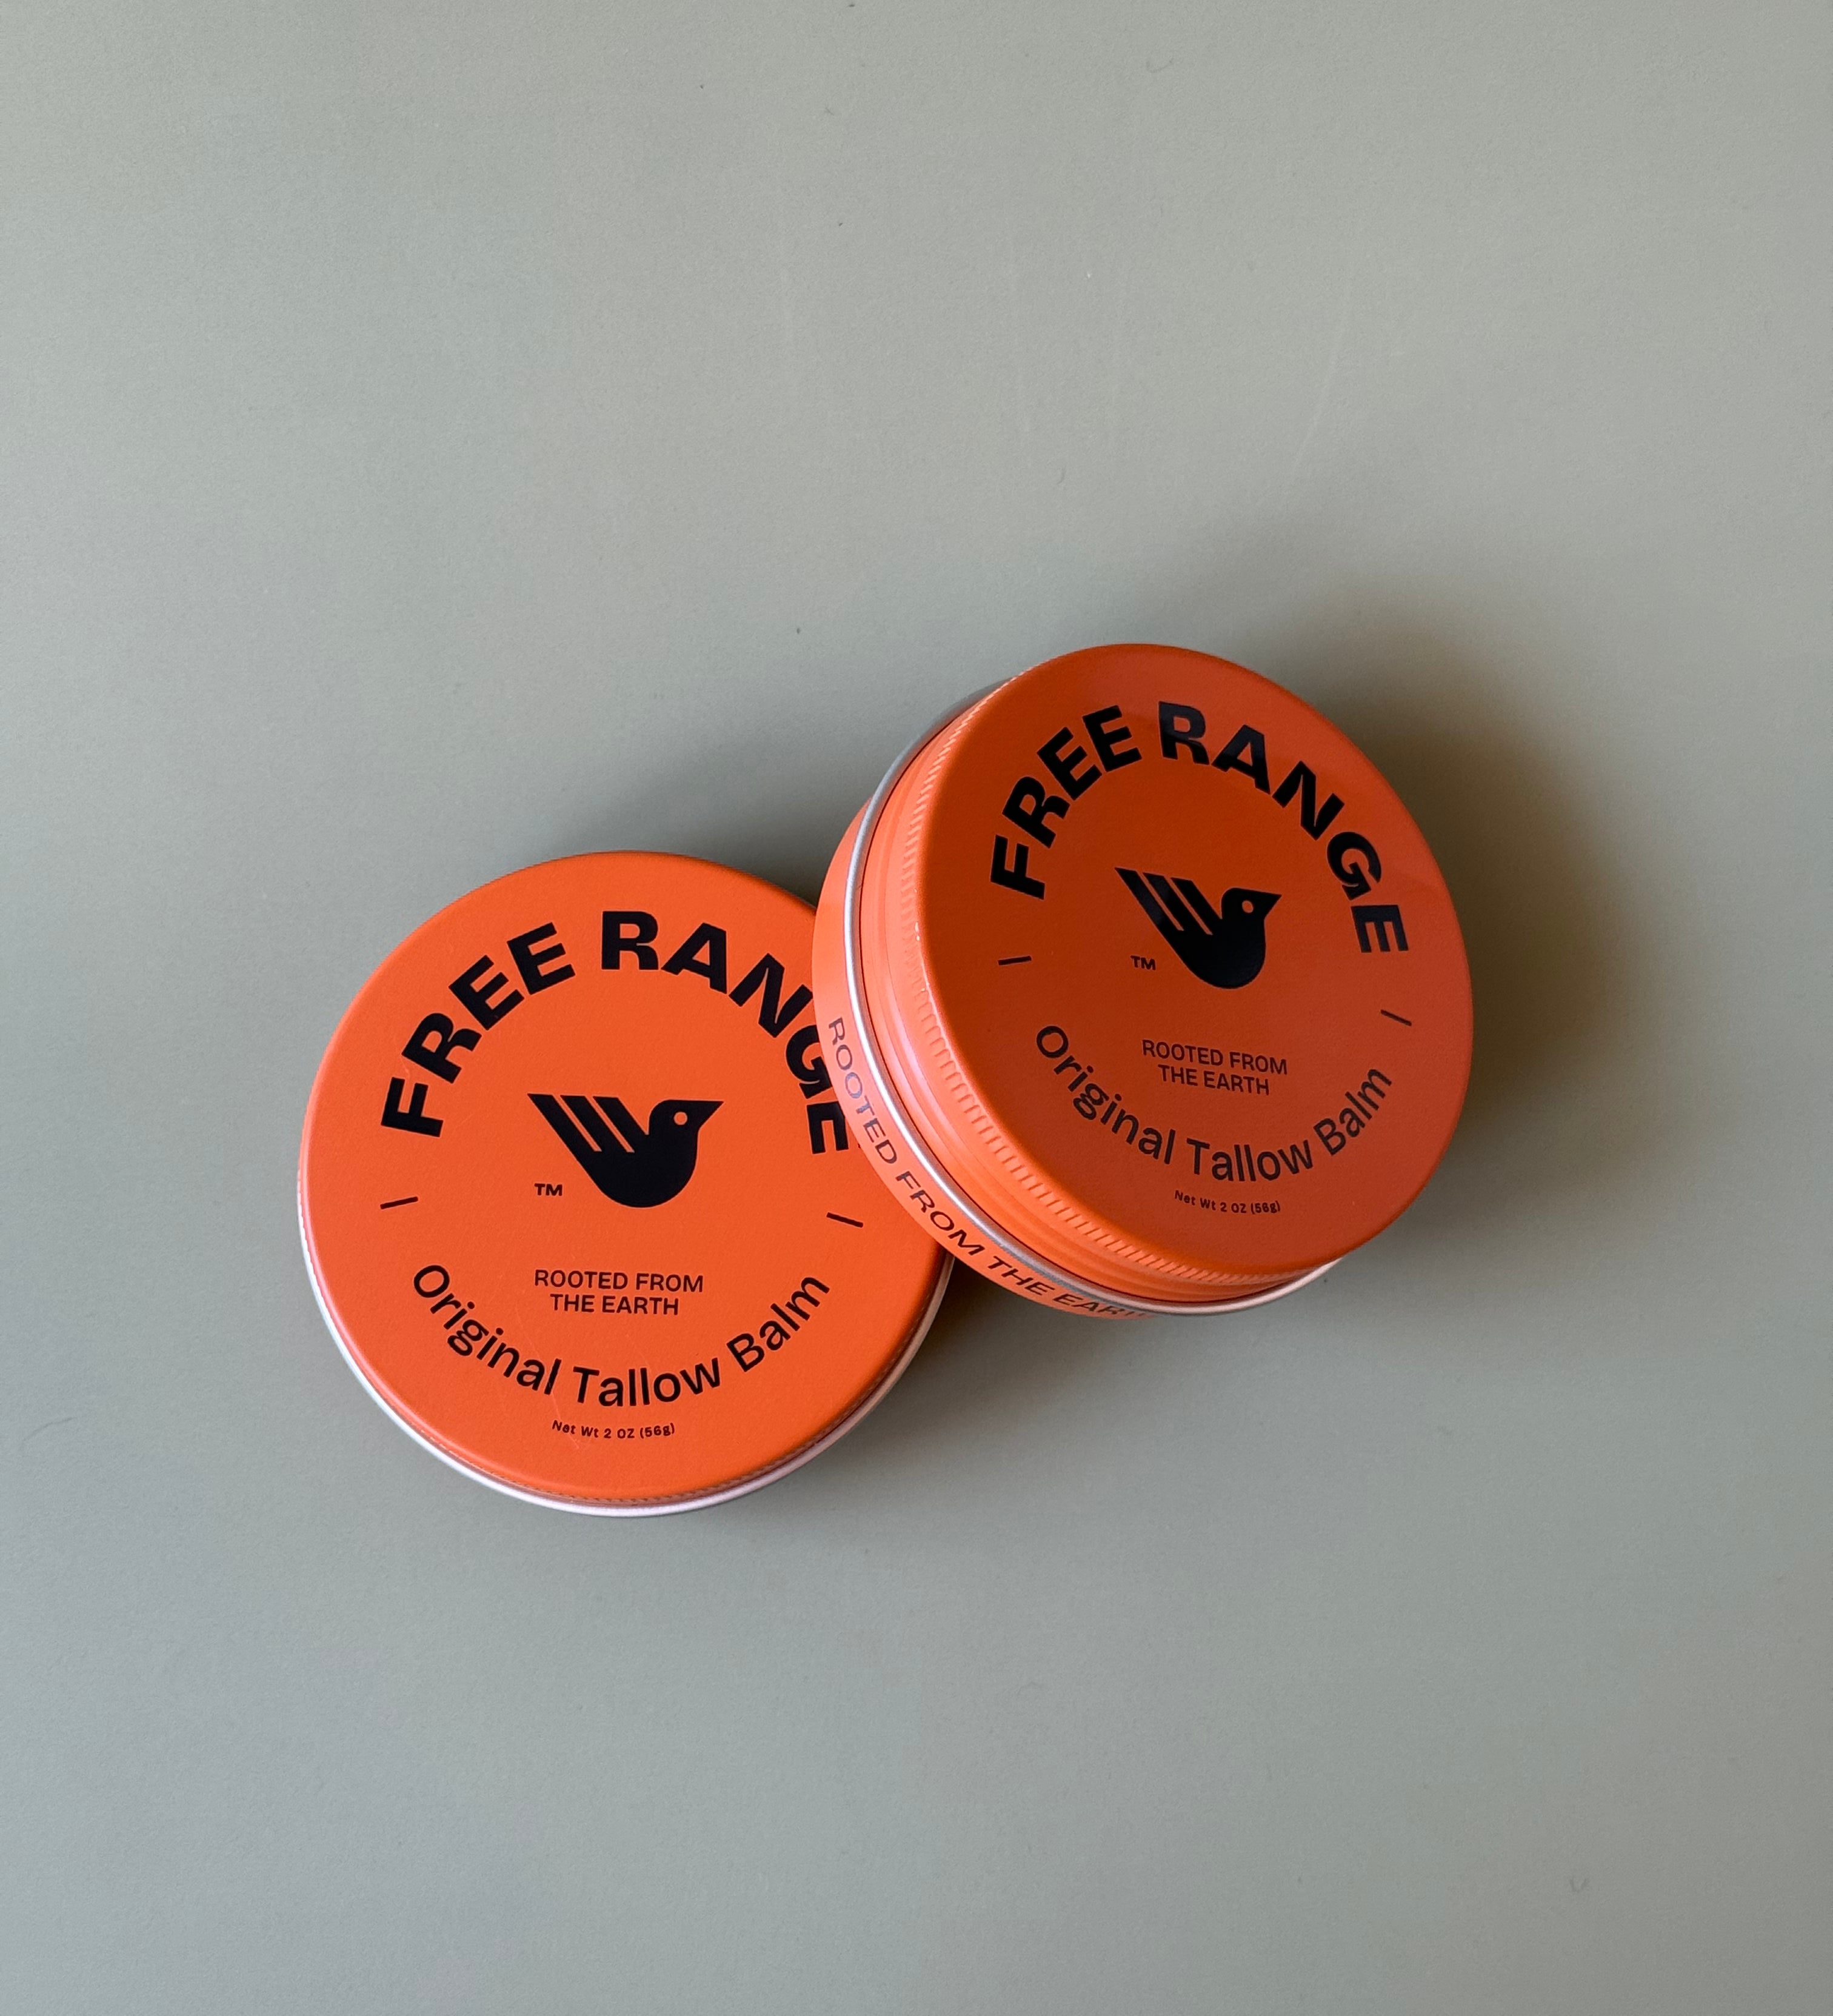 FREE RANGE
TM
ROOTED FROM
THE EARTH
Original Tallow Balm
Net Wt 2 OZ (56g)
FREE RANGE
TM
ROOTED FROM
THE EARTH
Original Tallow Balm
Net Wt 2 OZ (56g)
ROOTED FROM THE EARTH